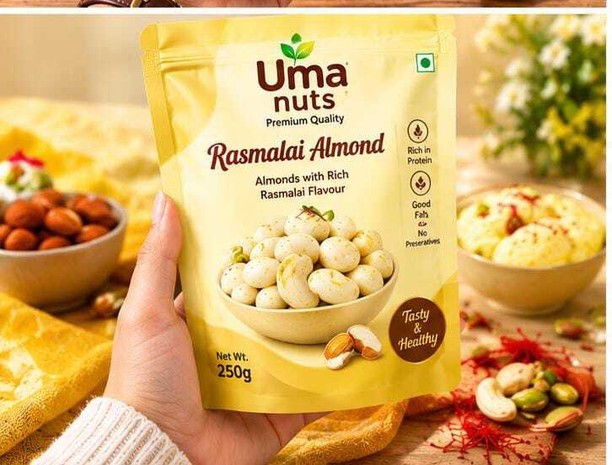 Uma
nuts
Premium Quality
Rasmalai Almond
Almonds with Rich
Rasmalai Flavour
Rich in
Protein
Good
Fats
No
Preservatives
Tasty
&
Healthy
Net Wt.
250g